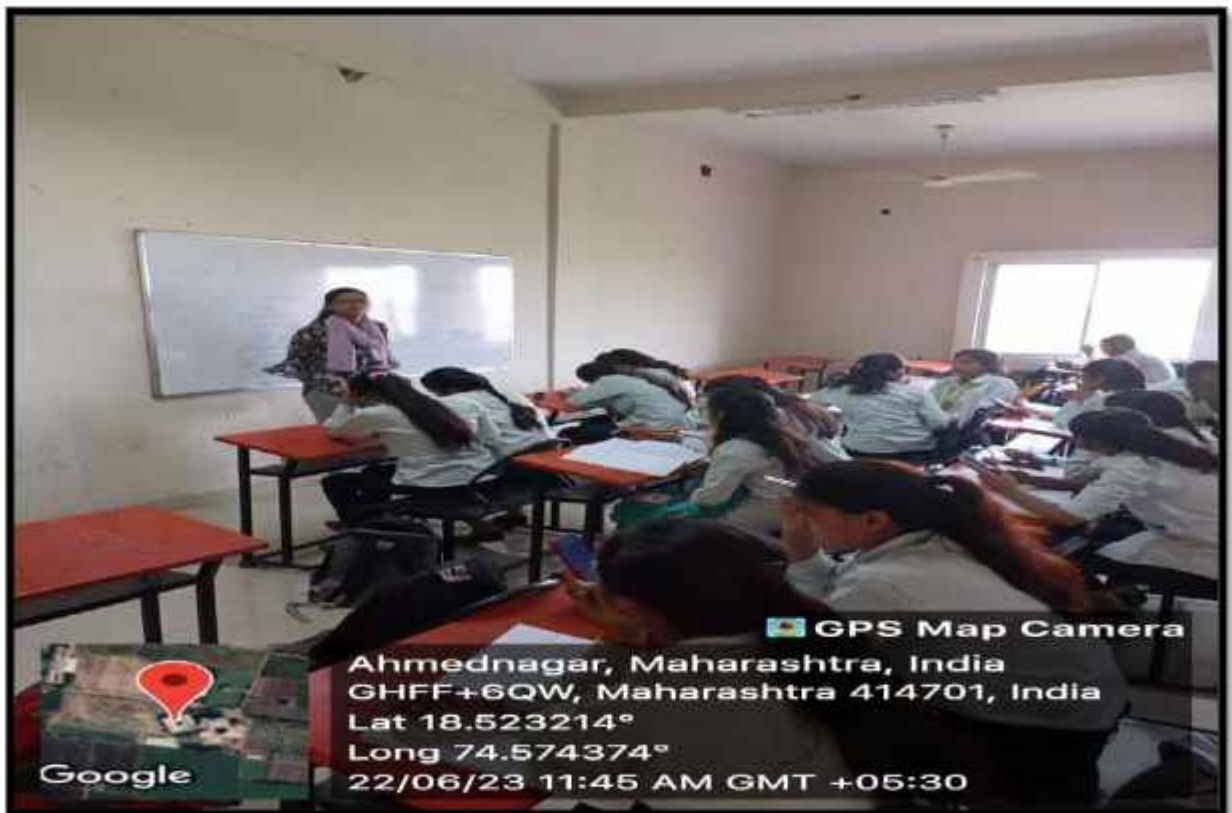 GPS Map Camera
Ahmednagar, Maharashtra, India
GHFF+6QW, Maharashtra 414701, India
Lat 18.523214°
Long 74.574374°
22/06/23 11:45 AM GMT +05:30
Google